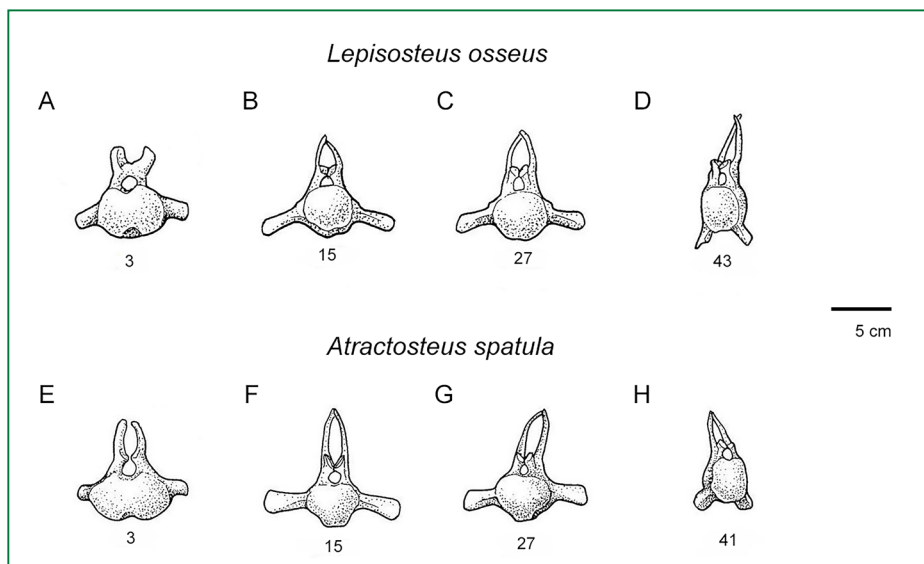 Lepisosteus osseus
A B C D
3 15 27 43
5 cm
Atractosteus spatula
E F G H
3 15 27 41